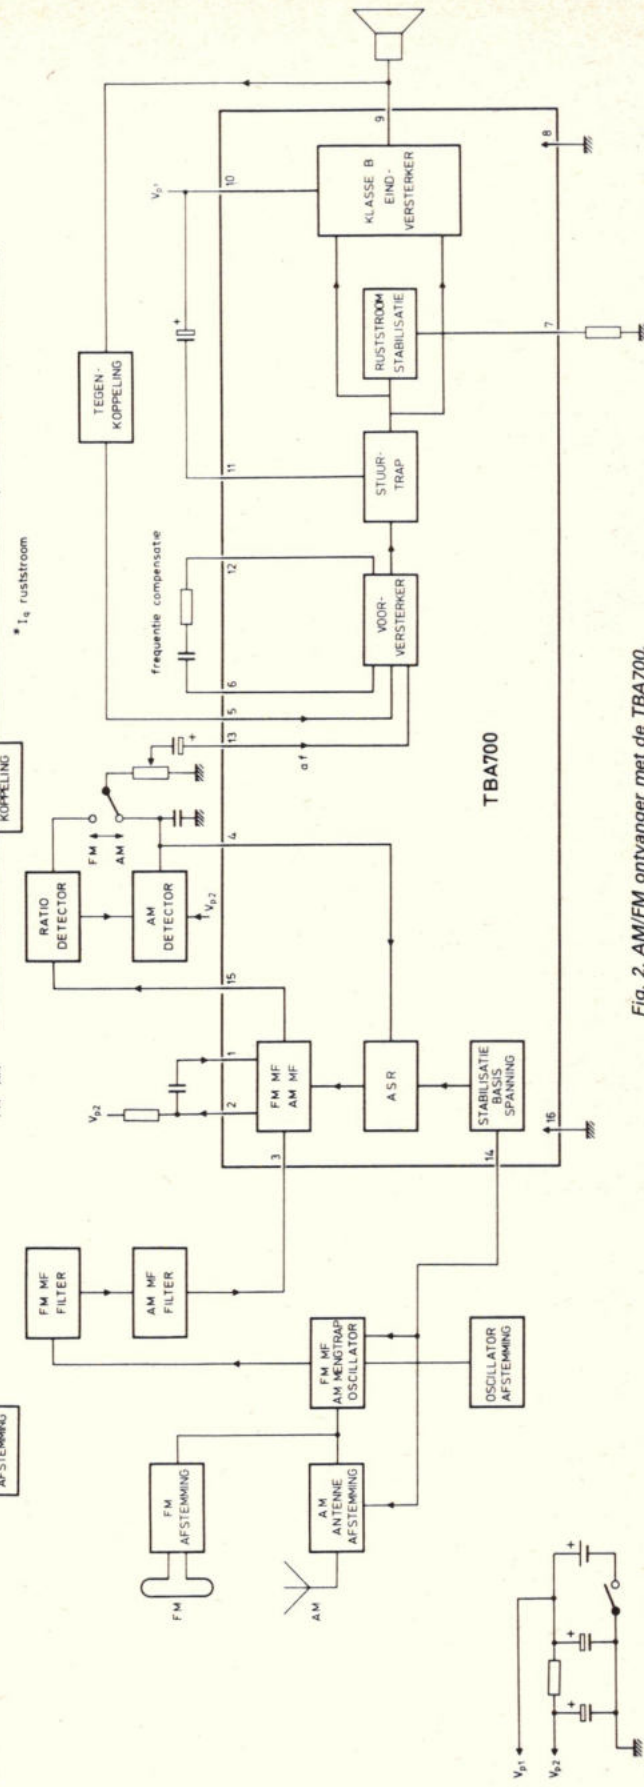 * Iq ruststroom
KOPPELING
AFSTEMMING
TEGEN-
KOPPELING
frequentie compensatie
FM
AM
RATIO
DETECTOR
AM
DETECTOR
Vp2
Vp2
Vp1
FM MF
FILTER
AM MF
FILTER
FM
AFSTEMMING
FM
AM
ANTENNE
AFSTEMMING
AM
FM MF
AM MENGTRAP
OSCILLATOR
OSCILLATOR
AFSTEMMING
FM MF
AM MF
ASR
STABILISATIE
BASIS
SPANNING
VOOR-
VERSTERKER
STUUR-
TRAP
RUSTSTROOM
STABILISATIE
KLASSE B
EIND-
VERSTERKER
af
TBA700
3
2
1
15
4
13
5
6
12
11
10
9
14
16
7
8
+
+
Vp1
Vp2
+
+
+
Fig. 2. AM/FM ontvanger met de TBA700.